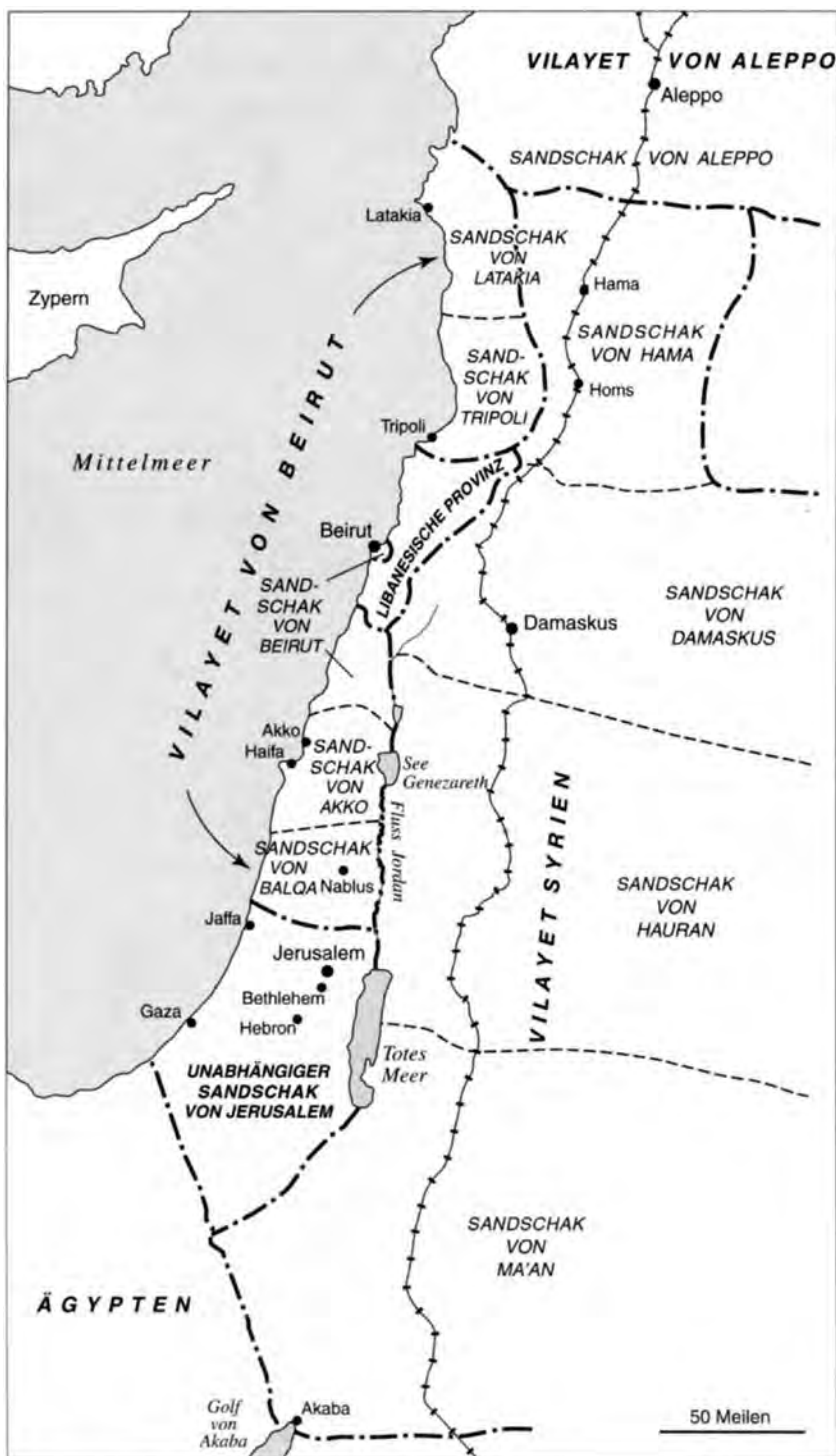 VILAYET VON ALEPPO
Aleppo
SANDSCHAK VON ALEPPO
Latakia
SANDSCHAK
VON
LATAKIA
Zypern
Hama
SANDSCHAK
VON HAMA
SAND-
SCHAK
VON
TRIPOLI
Homs
Tripoli
Mittelmeer
VILAYET VON BEIRUT
LIBANESISCHE PROVINZ
Beirut
SAND-
SCHAK
VON
BEIRUT
Damaskus
SANDSCHAK
VON
DAMASKUS
Akko
Haifa
SAND-
SCHAK
VON
AKKO
See
Genezareth
Fluss Jordan
VILAYET SYRIEN
SANDSCHAK
VON
BALQA
Nablus
SANDSCHAK
VON
HAURAN
Jaffa
Jerusalem
Bethlehem
Hebron
Gaza
Totes
Meer
UNABHÄNGIGER
SANDSCHAK
VON JERUSALEM
SANDSCHAK
VON
MA'AN
ÄGYPTEN
Golf
von
Akaba
Akaba
50 Meilen